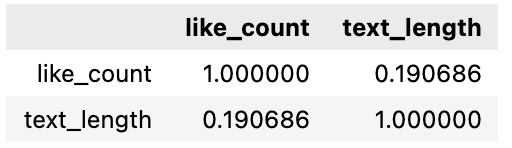 like_count text_length
like_count 1.000000 0.190686
text_length 0.190686 1.000000